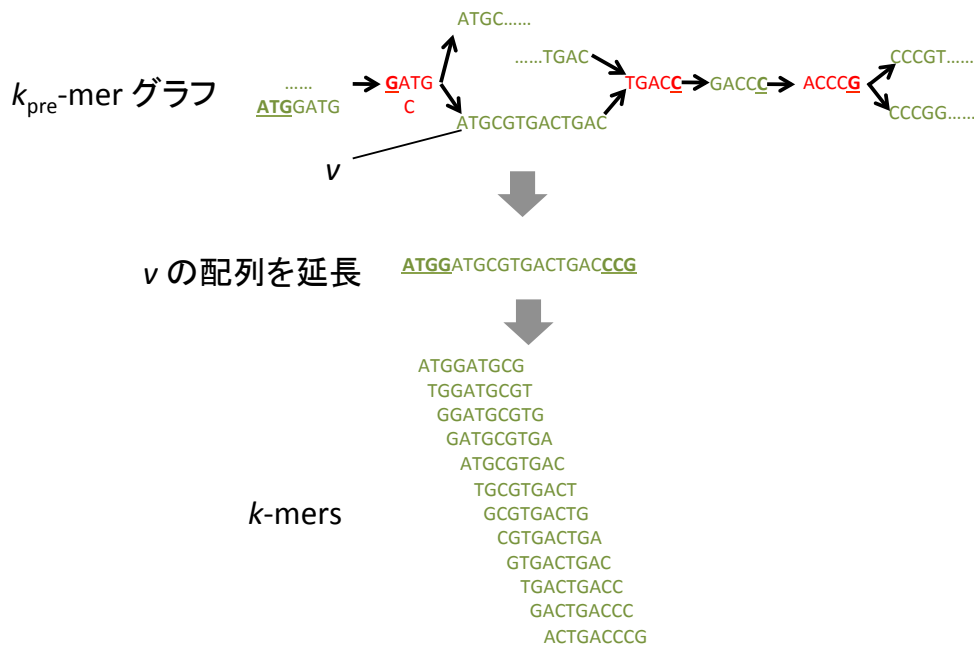 ATGC……
……TGAC
CCCGT……
k_pre-mer グラフ
……
ATGGATG
GATG
C
TGACC
GACCC
ACCCG
ATGCGTGACTGAC
CCCGG……
v
v の配列を延長
ATGGATGCGTGACTGACCCG
ATGGATGCG
TGGATGCGT
GGATGCGTG
GATGCGTGA
ATGCGTGAC
TGCGTGACT
k-mers
GCGTGACTG
CGTGACTGA
GTGACTGAC
TGACTGACC
GACTGACCC
ACTGACCCG